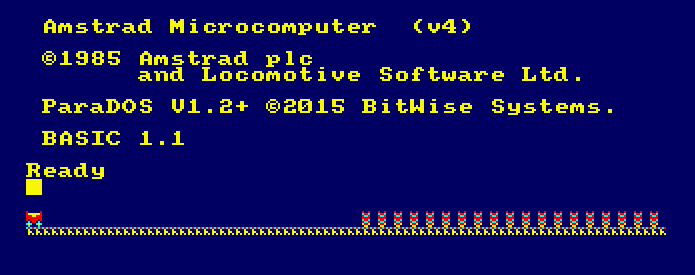 Amstrad Microcomputer (v4)
©1985 Amstrad plc
and Locomotive Software Ltd.
ParaDOS V1.2+ ©2015 BitWise Systems.
BASIC 1.1
Ready